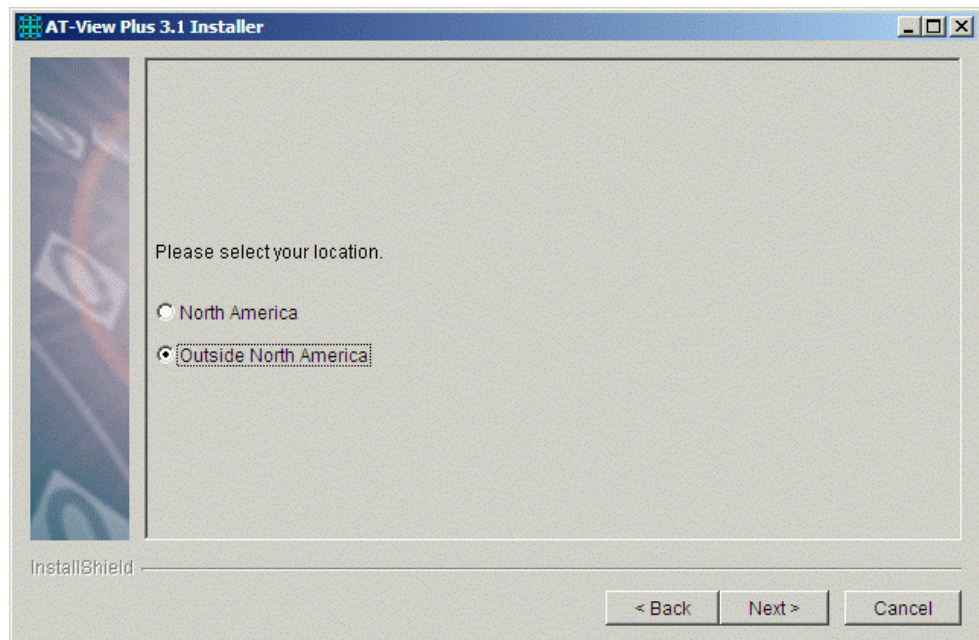 AT-View Plus 3.1 Installer
Please select your location.
North America
Outside North America
InstallShield
< Back
Next >
Cancel